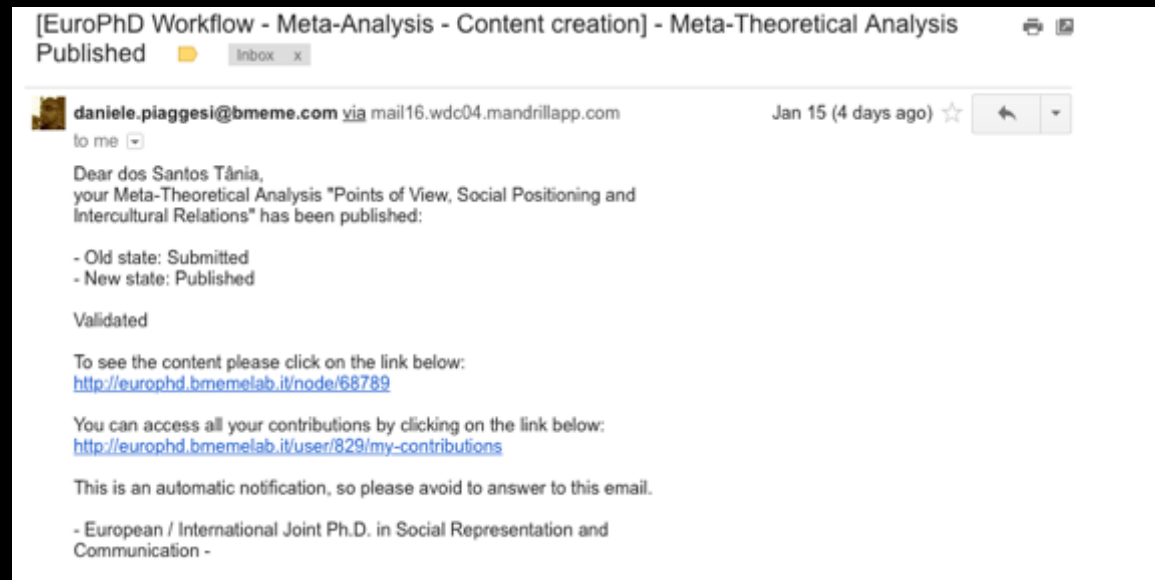 [EuroPhD Workflow - Meta-Analysis - Content creation] - Meta-Theoretical Analysis
Published Inbox x
daniele.piaggesi@bmeme.com via mail16.wdc04.mandrillapp.com Jan 15 (4 days ago)
to me
Dear dos Santos Tânia,
your Meta-Theoretical Analysis "Points of View, Social Positioning and
Intercultural Relations" has been published:
- Old state: Submitted
- New state: Published
Validated
To see the content please click on the link below:
http://europhd.bmemelab.it/node/68789
You can access all your contributions by clicking on the link below:
http://europhd.bmemelab.it/user/829/my-contributions
This is an automatic notification, so please avoid to answer to this email.
- European / International Joint Ph.D. in Social Representation and
Communication -